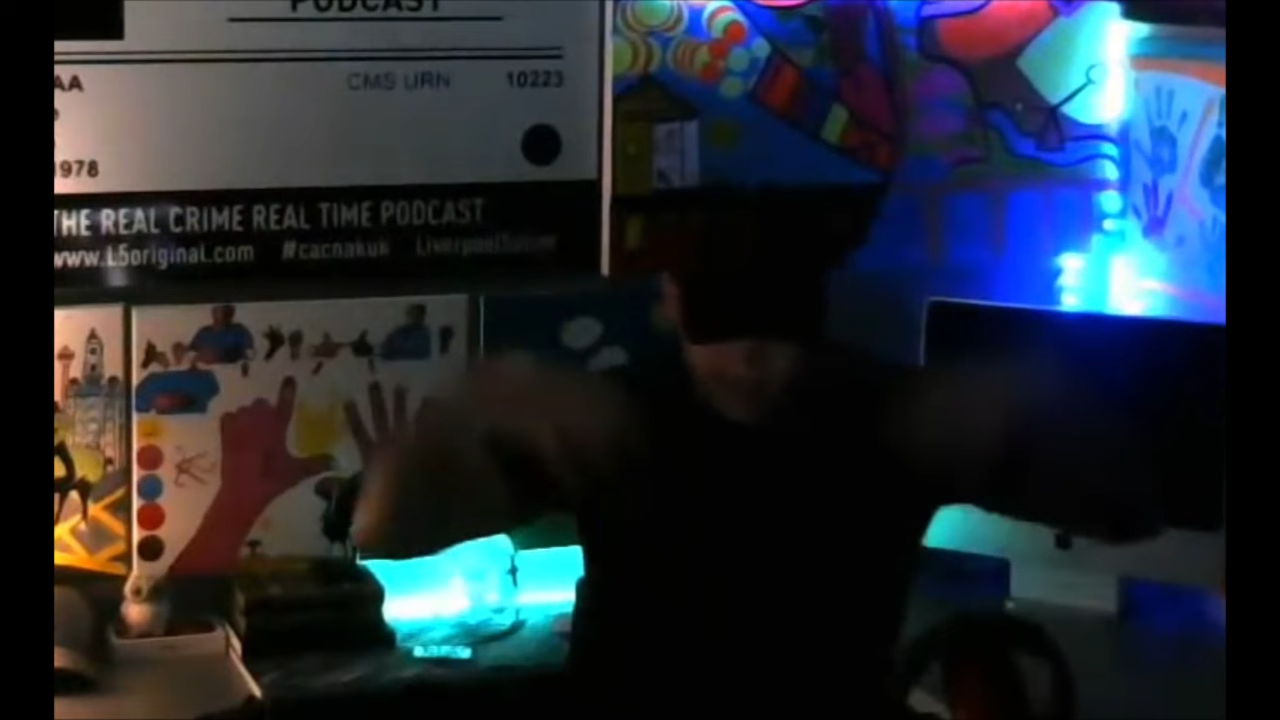 PODCAST
AA
CMS URN 10223
1978
THE REAL CRIME REAL TIME PODCAST
www.L5original.com #cacnakuk